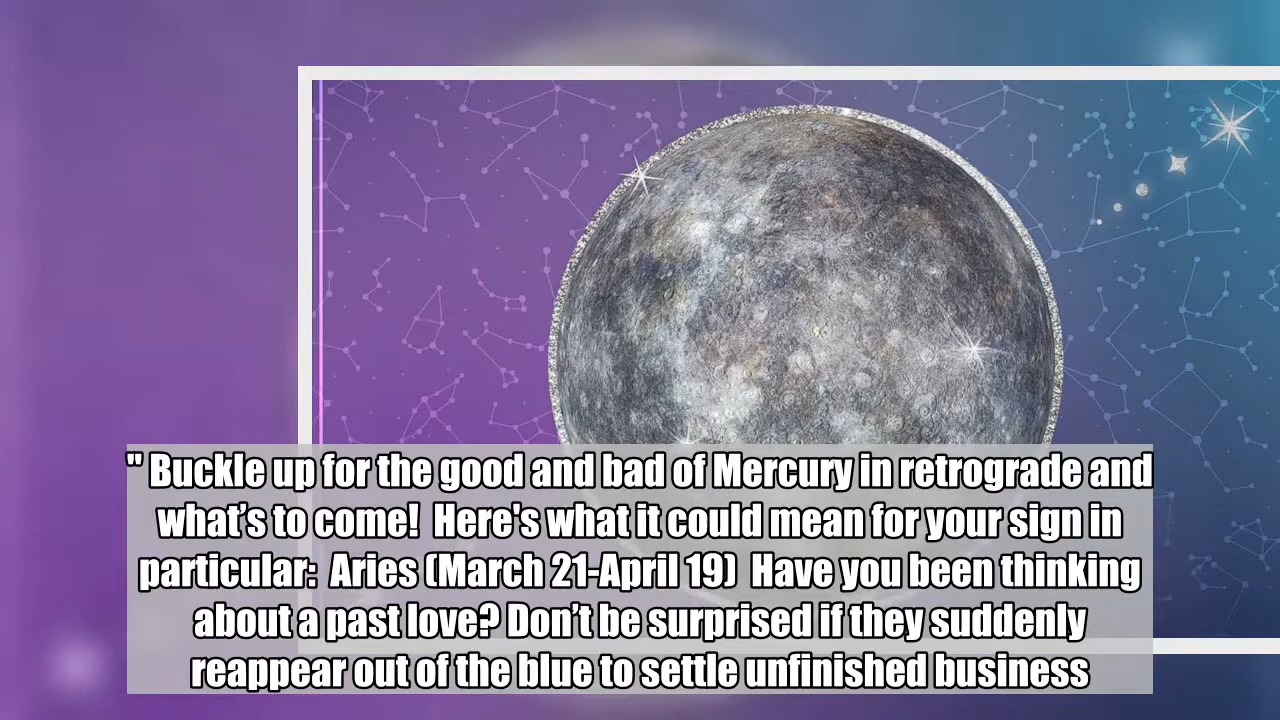 " Buckle up for the good and bad of Mercury in retrograde and
what’s to come!  Here's what it could mean for your sign in
particular:  Aries (March 21-April 19)  Have you been thinking
about a past love? Don’t be surprised if they suddenly
reappear out of the blue to settle unfinished business